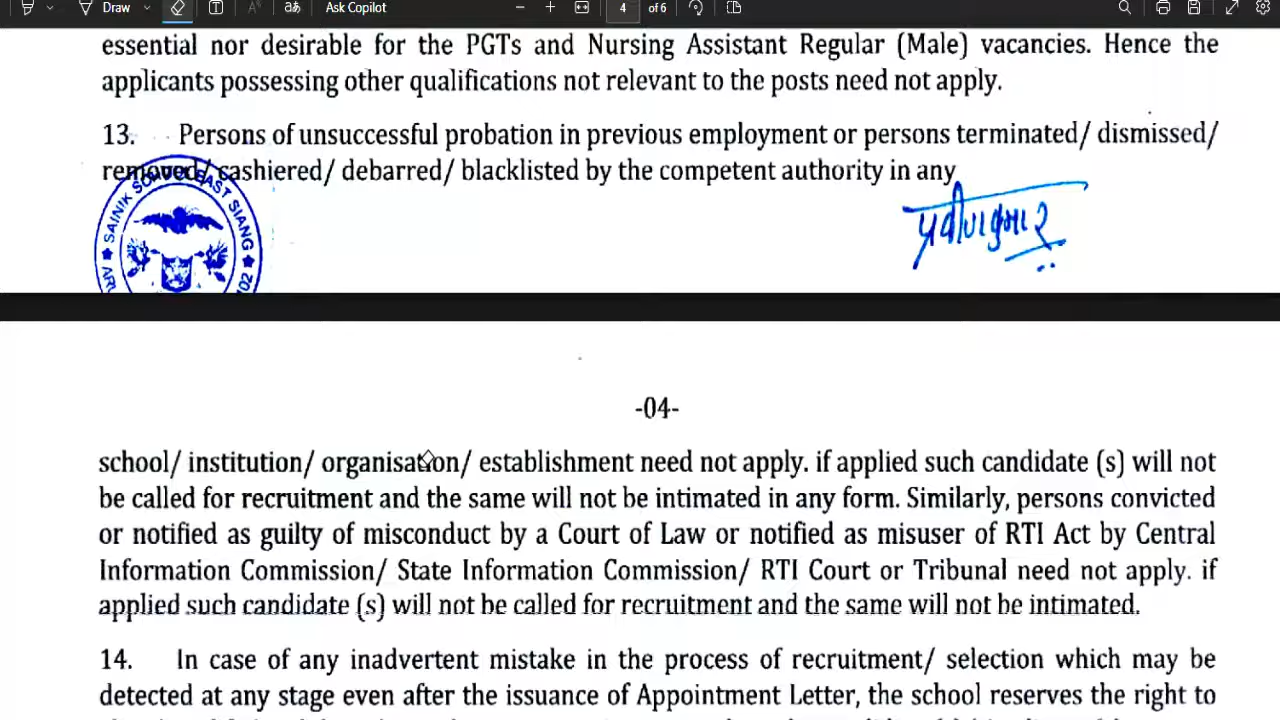 Draw
Ask Copilot
4 of 6
essential nor desirable for the PGTs and Nursing Assistant Regular (Male) vacancies. Hence the
applicants possessing other qualifications not relevant to the posts need not apply.
13. Persons of unsuccessful probation in previous employment or persons terminated/ dismissed/
removed/ cashiered/ debarred/ blacklisted by the competent authority in any
SAINIK SCHOOL EAST SIANG
-04-
school/ institution/ organisation/ establishment need not apply. if applied such candidate (s) will not
be called for recruitment and the same will not be intimated in any form. Similarly, persons convicted
or notified as guilty of misconduct by a Court of Law or notified as misuser of RTI Act by Central
Information Commission/ State Information Commission/ RTI Court or Tribunal need not apply. if
applied such candidate (s) will not be called for recruitment and the same will not be intimated.
14. In case of any inadvertent mistake in the process of recruitment/ selection which may be
detected at any stage even after the issuance of Appointment Letter, the school reserves the right to